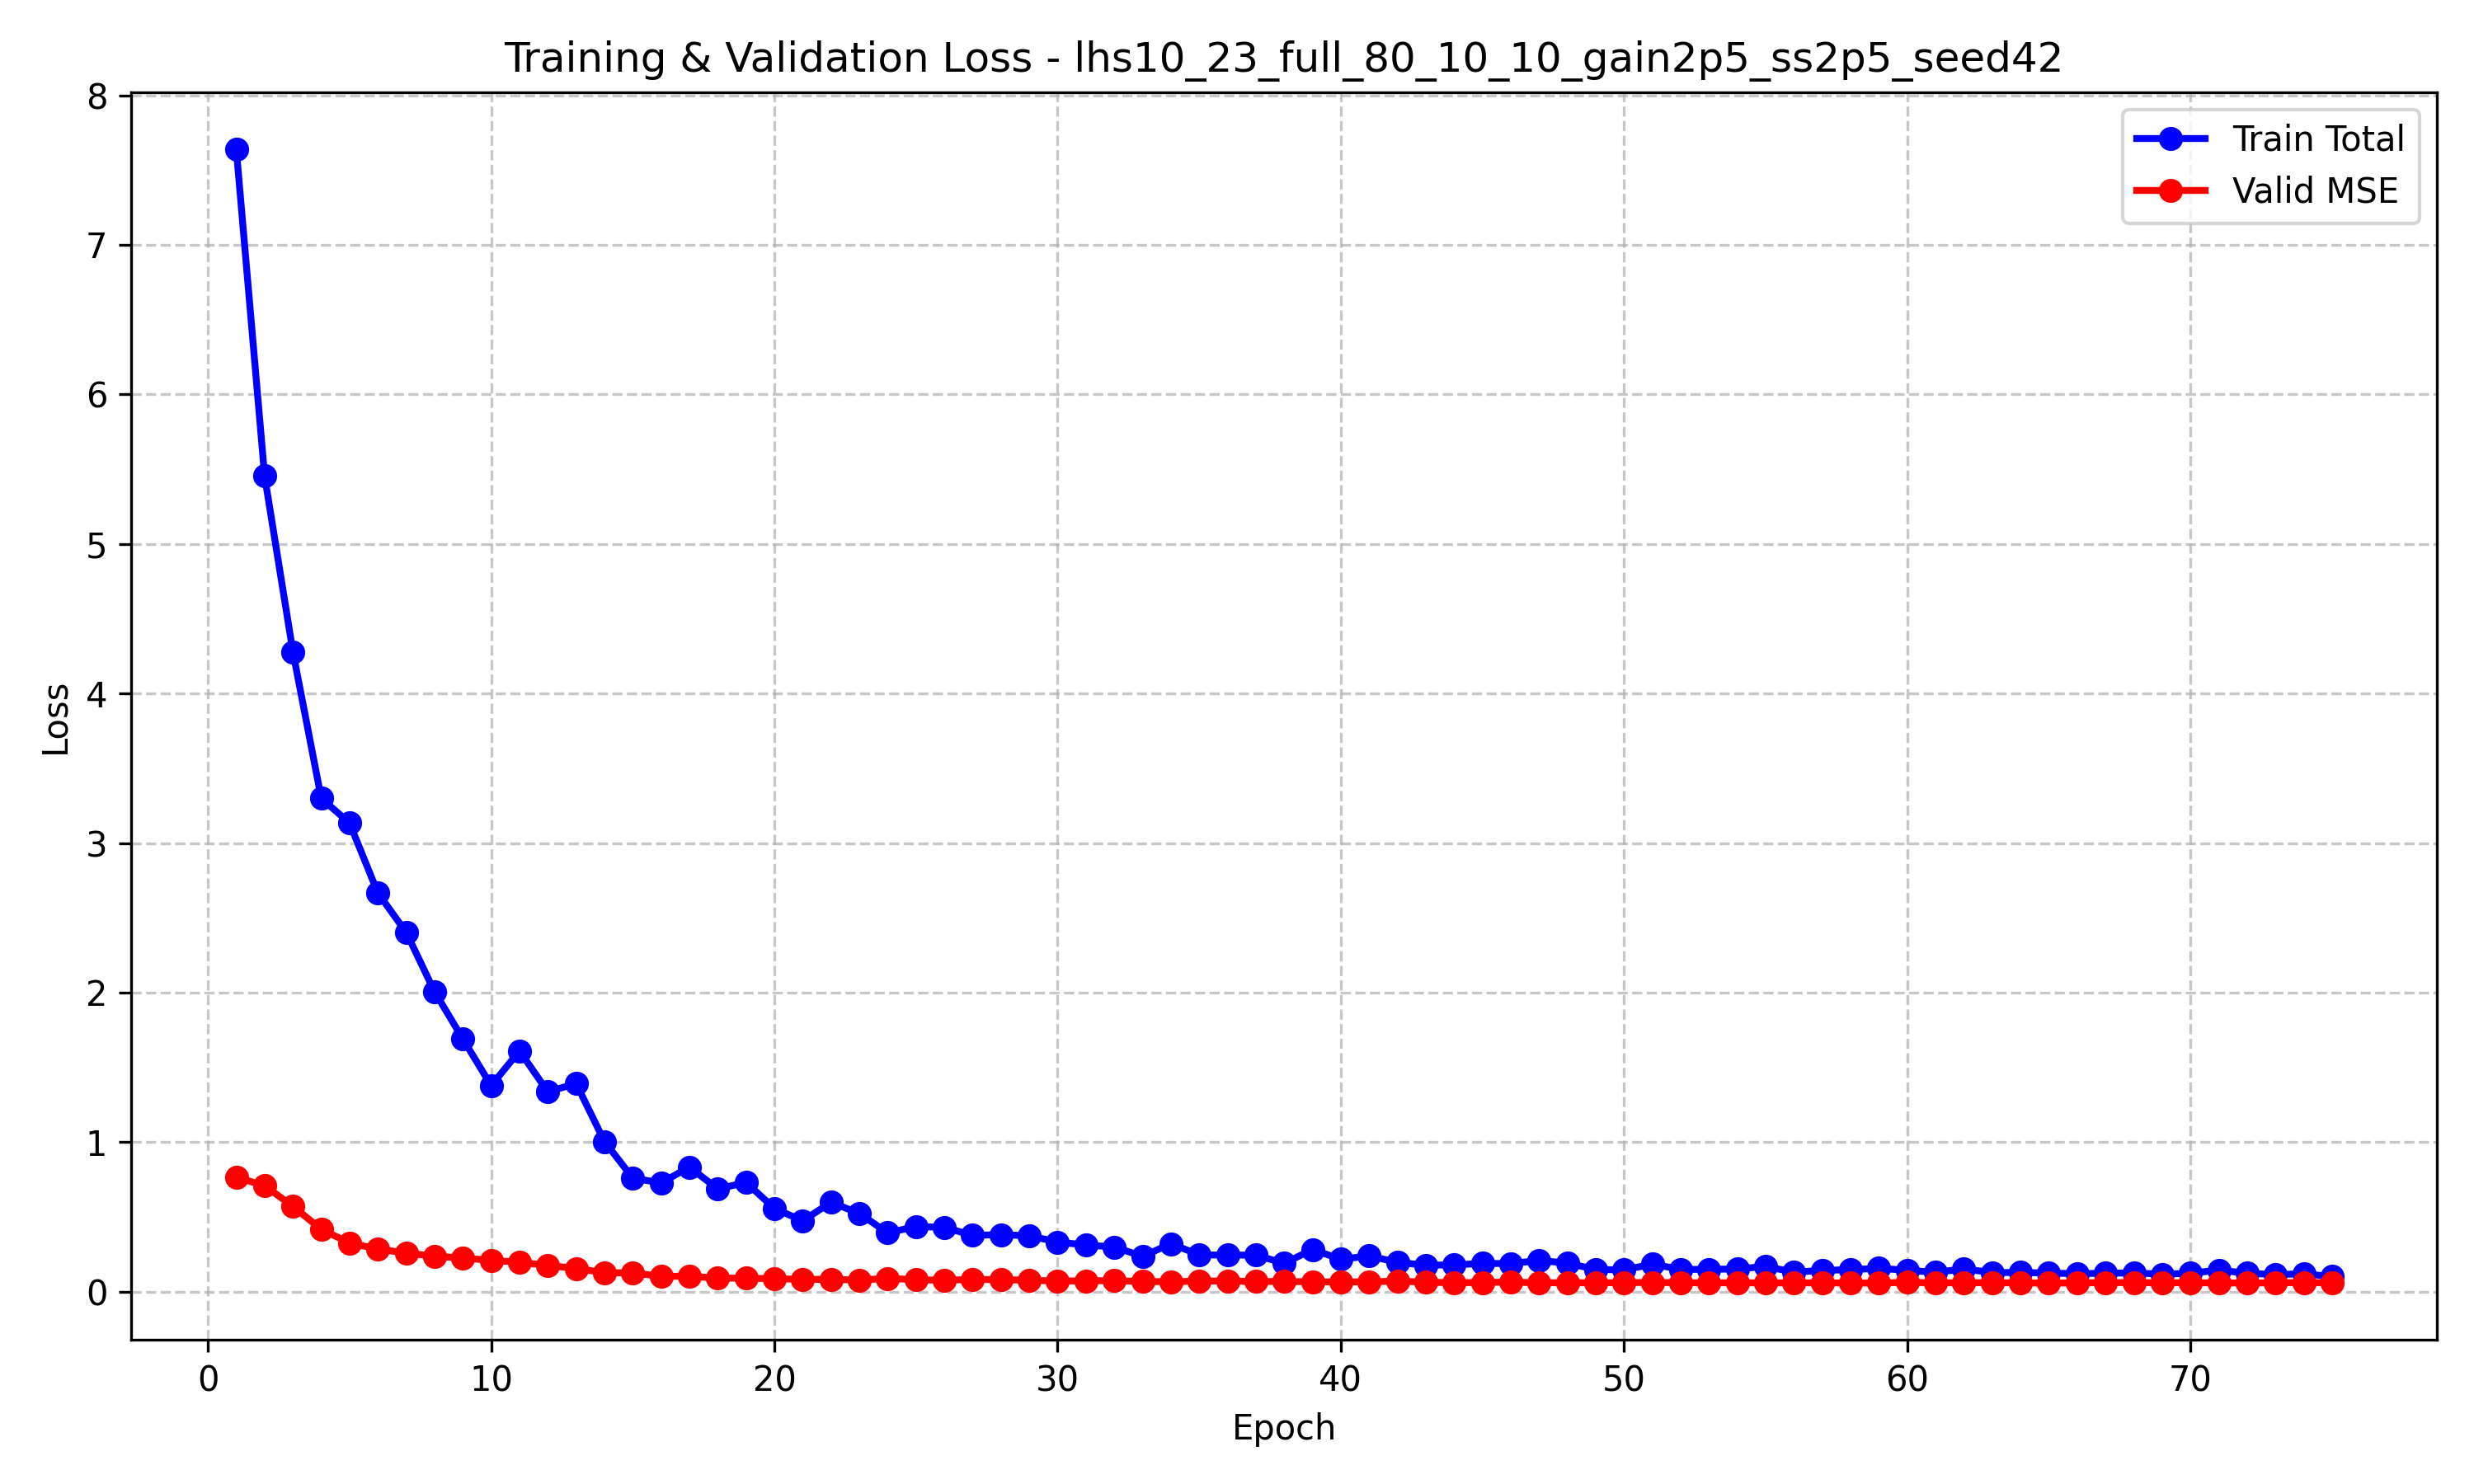 Training & Validation Loss - lhs10_23_full_80_10_10_gain2p5_ss2p5_seed42
Train Total
Valid MSE
8
7
6
5
4
3
2
1
0
Loss
0 10 20 30 40 50 60 70
Epoch